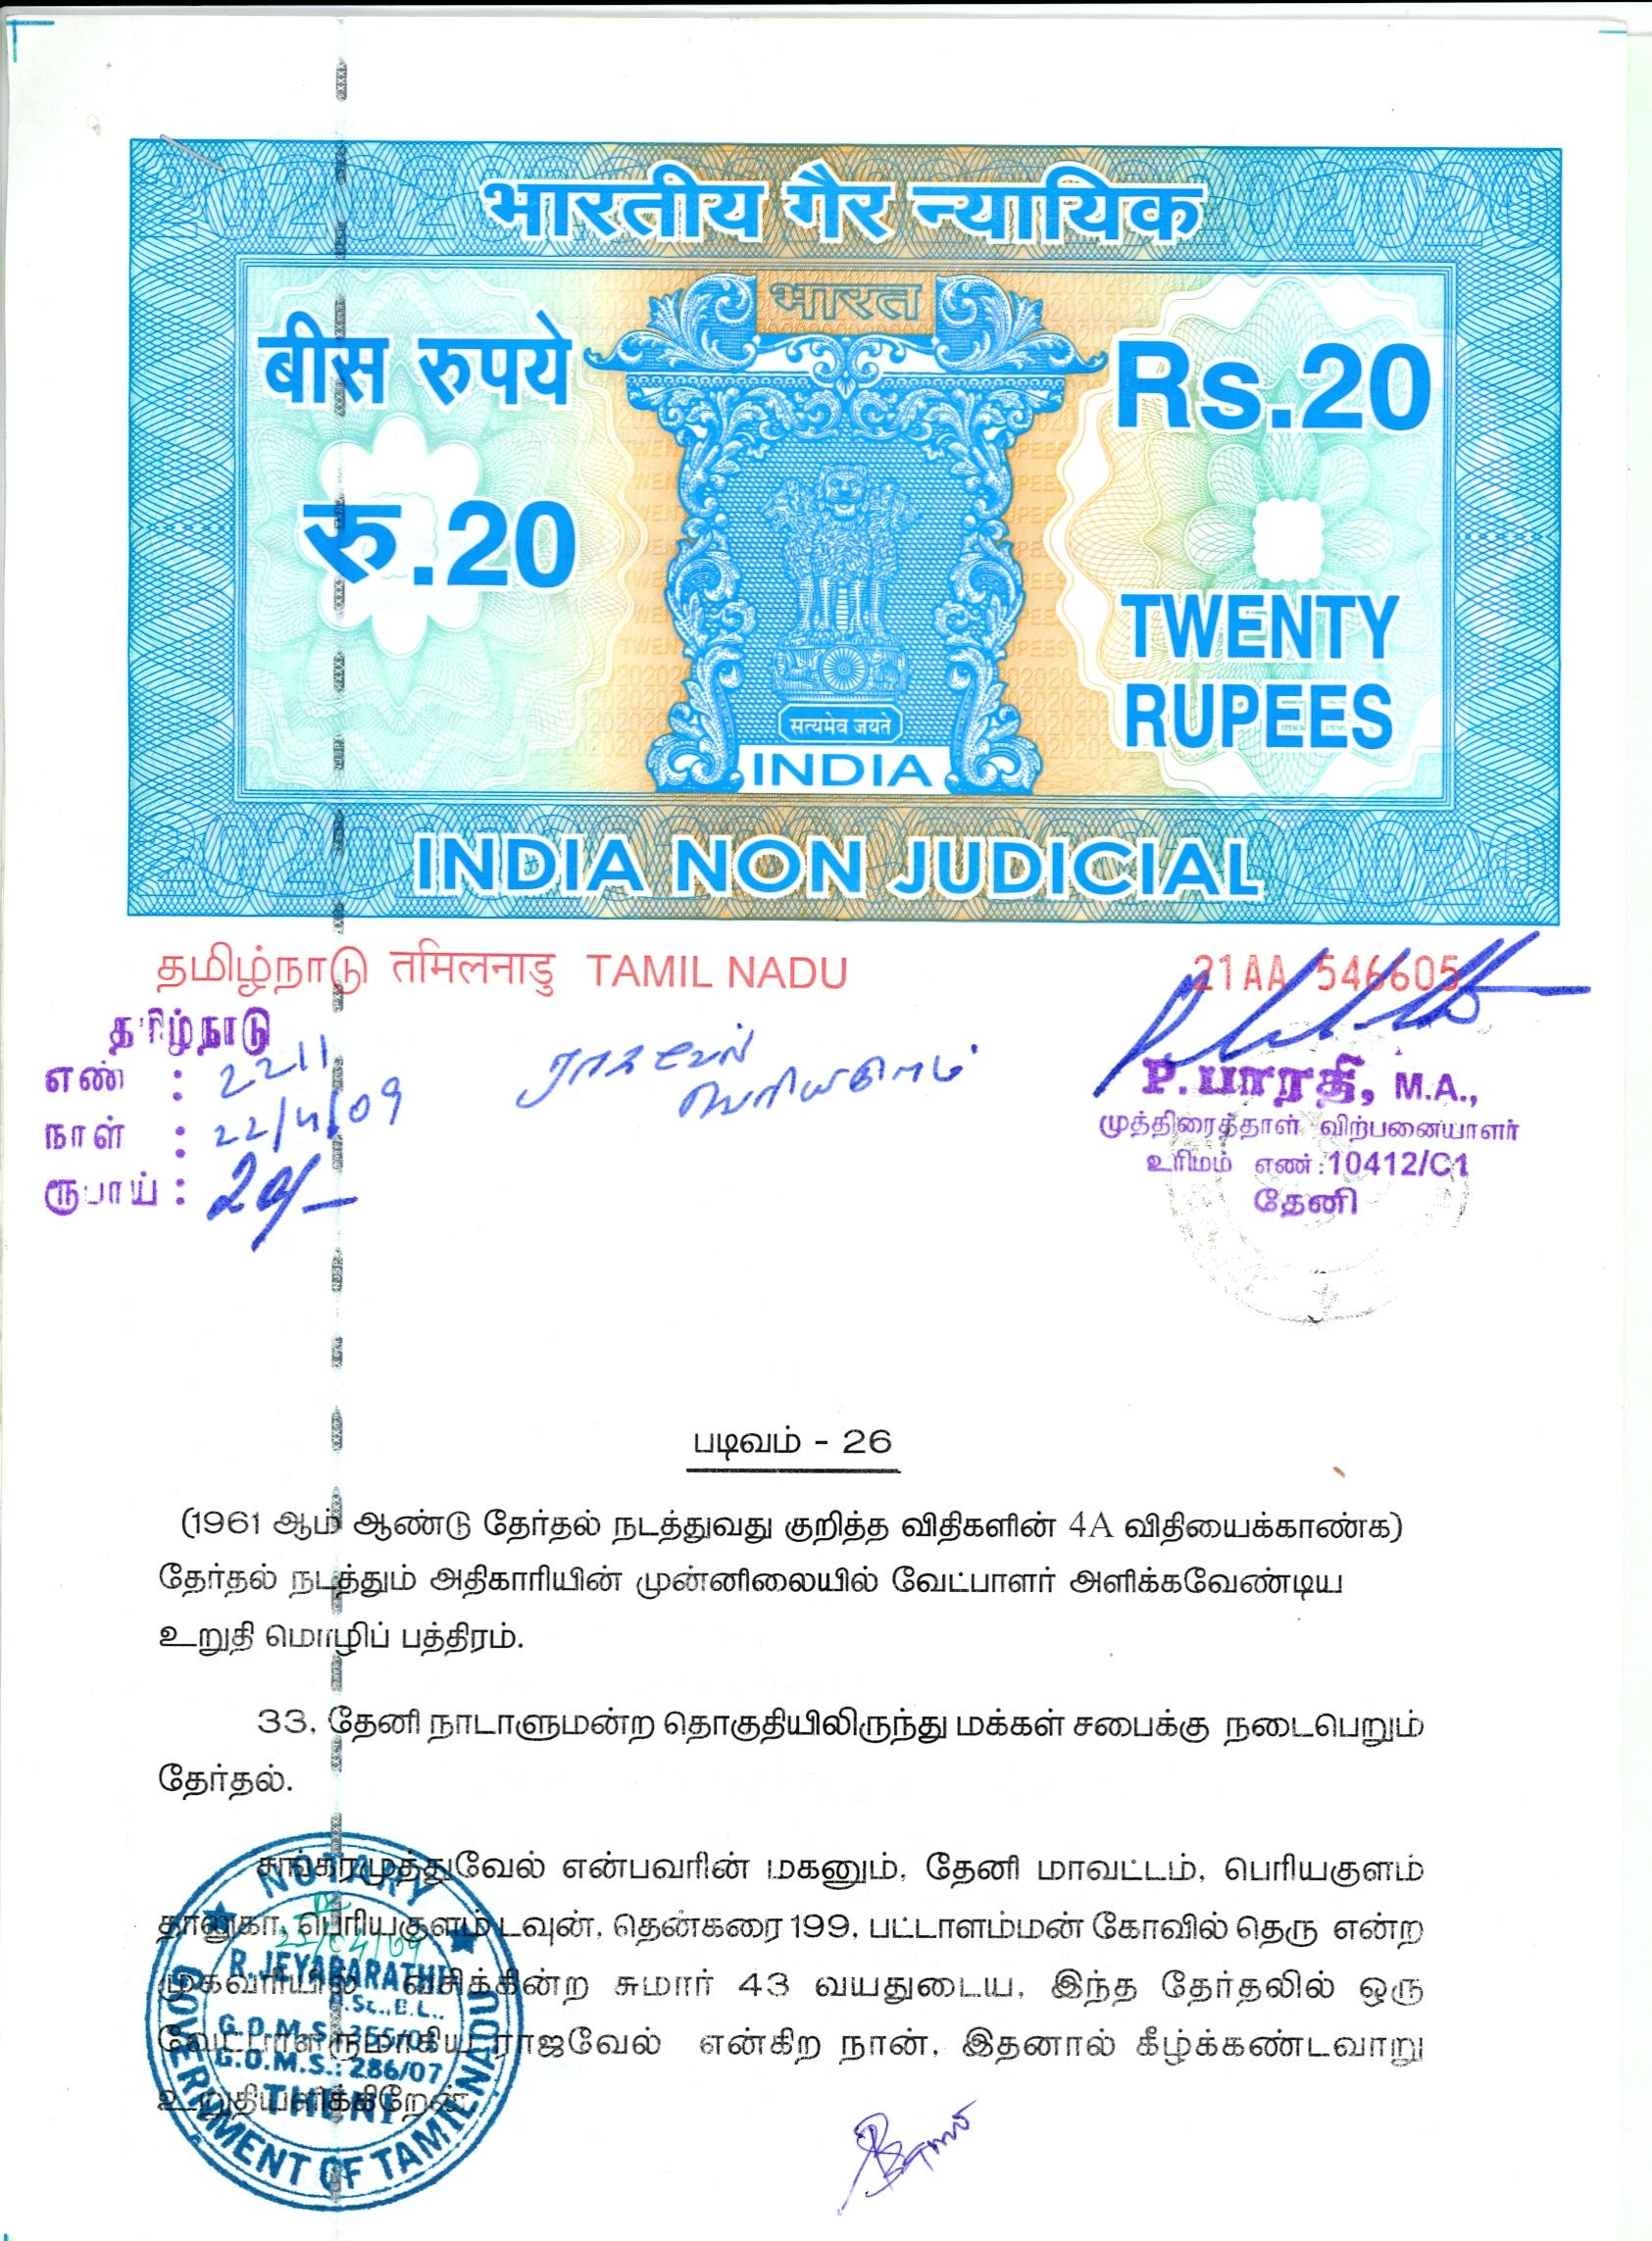 भारतीय गैर न्यायिक
भारत
बीस रुपये
Rs.20
रु.20
TWENTY
RUPEES
सत्यमेव जयते
INDIA
INDIA NON JUDICIAL
தமிழ்நாடு तमिलनाडु TAMIL NADU
21AA 546605
தமிழ்நாடு
எண் : 2211
நாள் : 22/4/09
ரூபாய் : 20/-
ராஜவேல்
பெரியகுளம்
P.பாரதி, M.A.,
முத்திரைத்தாள் விற்பனையாளர்
உரிமம் எண்:10412/C1
தேனி
படிவம் - 26
(1961 ஆம் ஆண்டு தேர்தல் நடத்துவது குறித்த விதிகளின் 4A விதியைக்காண்க)
தேர்தல் நடத்தும் அதிகாரியின் முன்னிலையில் வேட்பாளர் அளிக்கவேண்டிய
உறுதி மொழிப் பத்திரம்.
33, தேனி நாடாளுமன்ற தொகுதியிலிருந்து மக்கள் சபைக்கு நடைபெறும்
தேர்தல்.
சங்கரமுத்துவேல் என்பவரின் மகனும், தேனி மாவட்டம், பெரியகுளம்
தாலுகா, பெரியகுளம் டவுன், தென்கரை 199, பட்டாளம்மன் கோவில் தெரு என்ற
முகவரியில் வசிக்கின்ற சுமார் 43 வயதுடைய, இந்த தேர்தலில் ஒரு
வேட்பாளருமாகிய ராஜவேல் என்கிற நான், இதனால் கீழ்க்கண்டவாறு
உறுதியளிக்கிறேன்
NOTARY
R.JEYABARATHI
B.Sc.,B.L.,
G.O.M.S.: 286/07
THENI
GOVERNMENT OF TAMILNADU